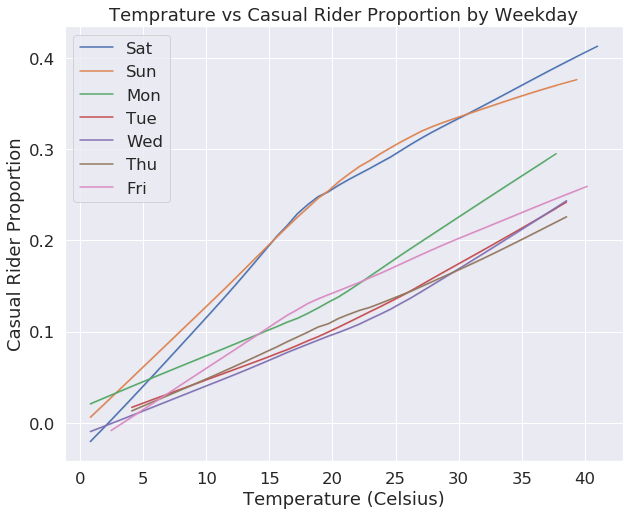 Temprature vs Casual Rider Proportion by Weekday
Sat
Sun
Mon
Tue
Wed
Thu
Fri
Casual Rider Proportion
0.4
0.3
0.2
0.1
0.0
0 5 10 15 20 25 30 35 40
Temperature (Celsius)